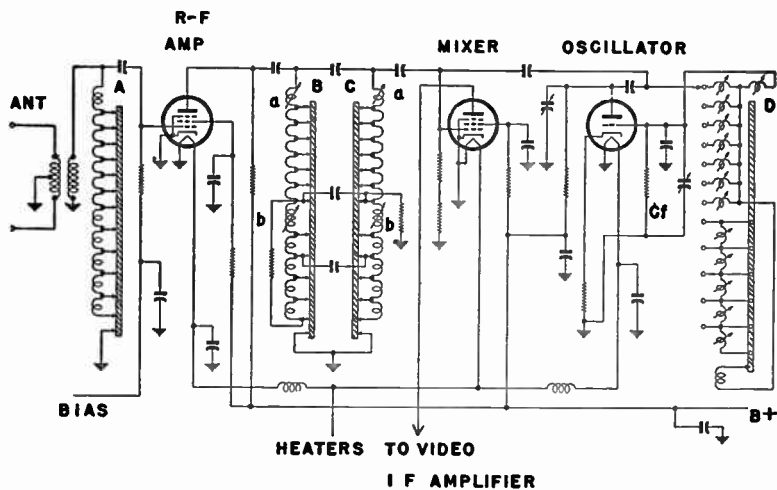 R-F
AMP
MIXER
OSCILLATOR
ANT
A
B
C
D
a
a
b
b
Cf
BIAS
B+
HEATERS TO VIDEO
I F AMPLIFIER